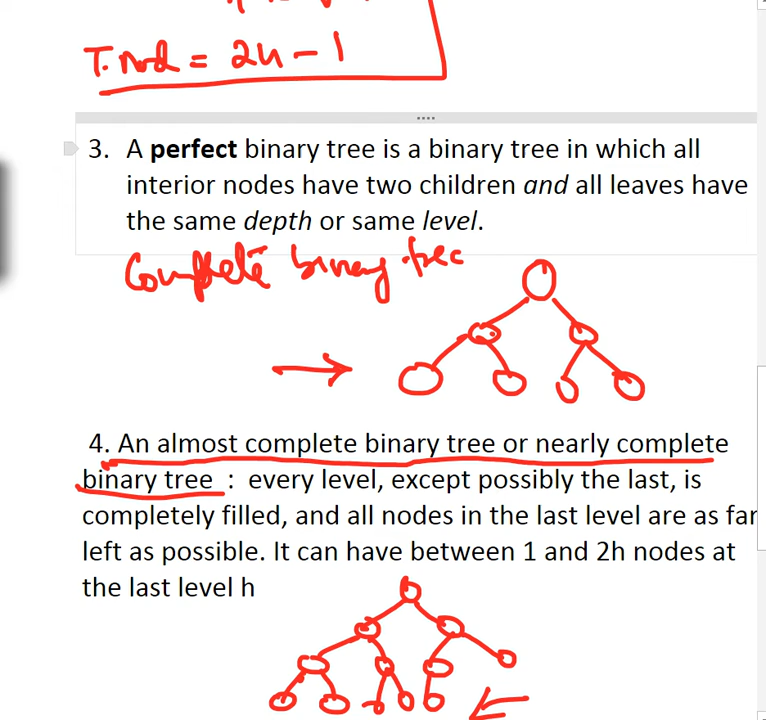 T. Nod = 2n - 1
3. A perfect binary tree is a binary tree in which all
interior nodes have two children and all leaves have
the same depth or same level.
Complete binary tree
4. An almost complete binary tree or nearly complete
binary tree : every level, except possibly the last, is
completely filled, and all nodes in the last level are as far
left as possible. It can have between 1 and 2h nodes at
the last level h